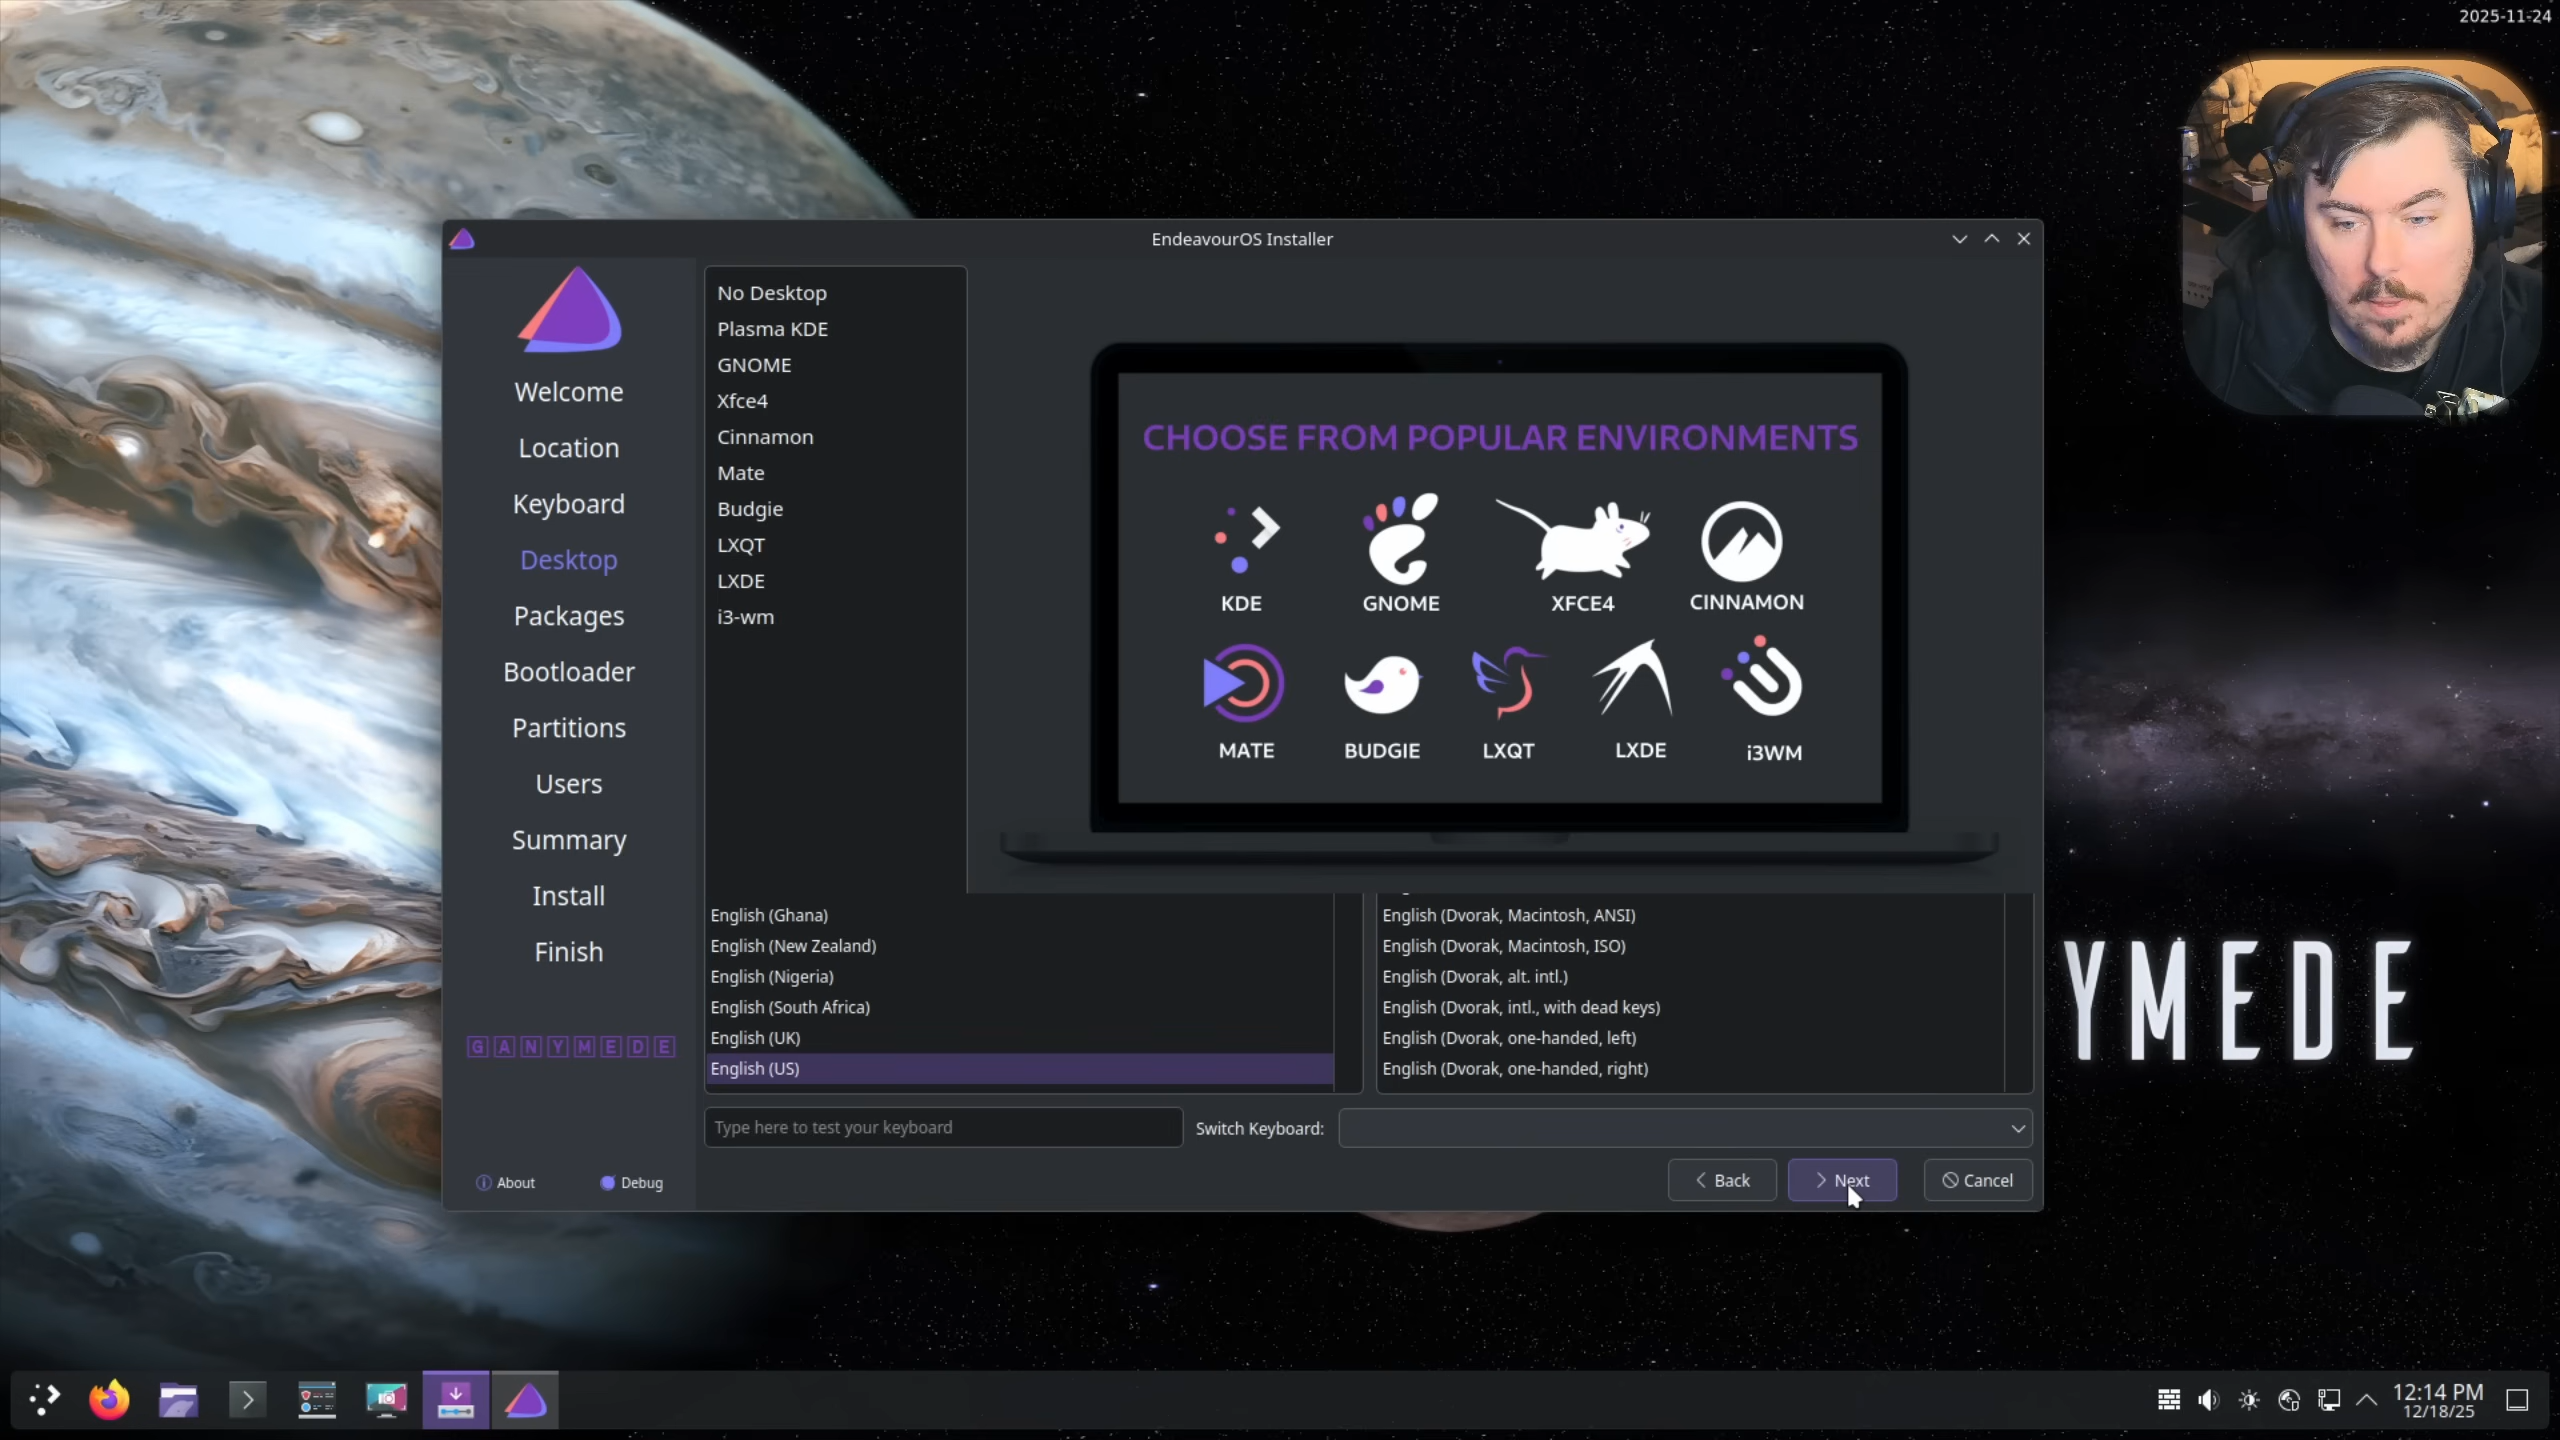 2025-11-24
EndeavourOS Installer
Welcome
Location
Keyboard
Desktop
Packages
Bootloader
Partitions
Users
Summary
Install
Finish
GANYMEDE
About
Debug
No Desktop
Plasma KDE
GNOME
Xfce4
Cinnamon
Mate
Budgie
LXQT
LXDE
i3-wm
CHOOSE FROM POPULAR ENVIRONMENTS
KDE GNOME XFCE4 CINNAMON
MATE BUDGIE LXQT LXDE i3WM
English (Ghana)
English (New Zealand)
English (Nigeria)
English (South Africa)
English (UK)
English (US)
English (Dvorak, Macintosh, ANSI)
English (Dvorak, Macintosh, ISO)
English (Dvorak, alt. intl.)
English (Dvorak, intl., with dead keys)
English (Dvorak, one-handed, left)
English (Dvorak, one-handed, right)
Type here to test your keyboard
Switch Keyboard:
Back
Next
Cancel
YMEDE
12:14 PM
12/18/25